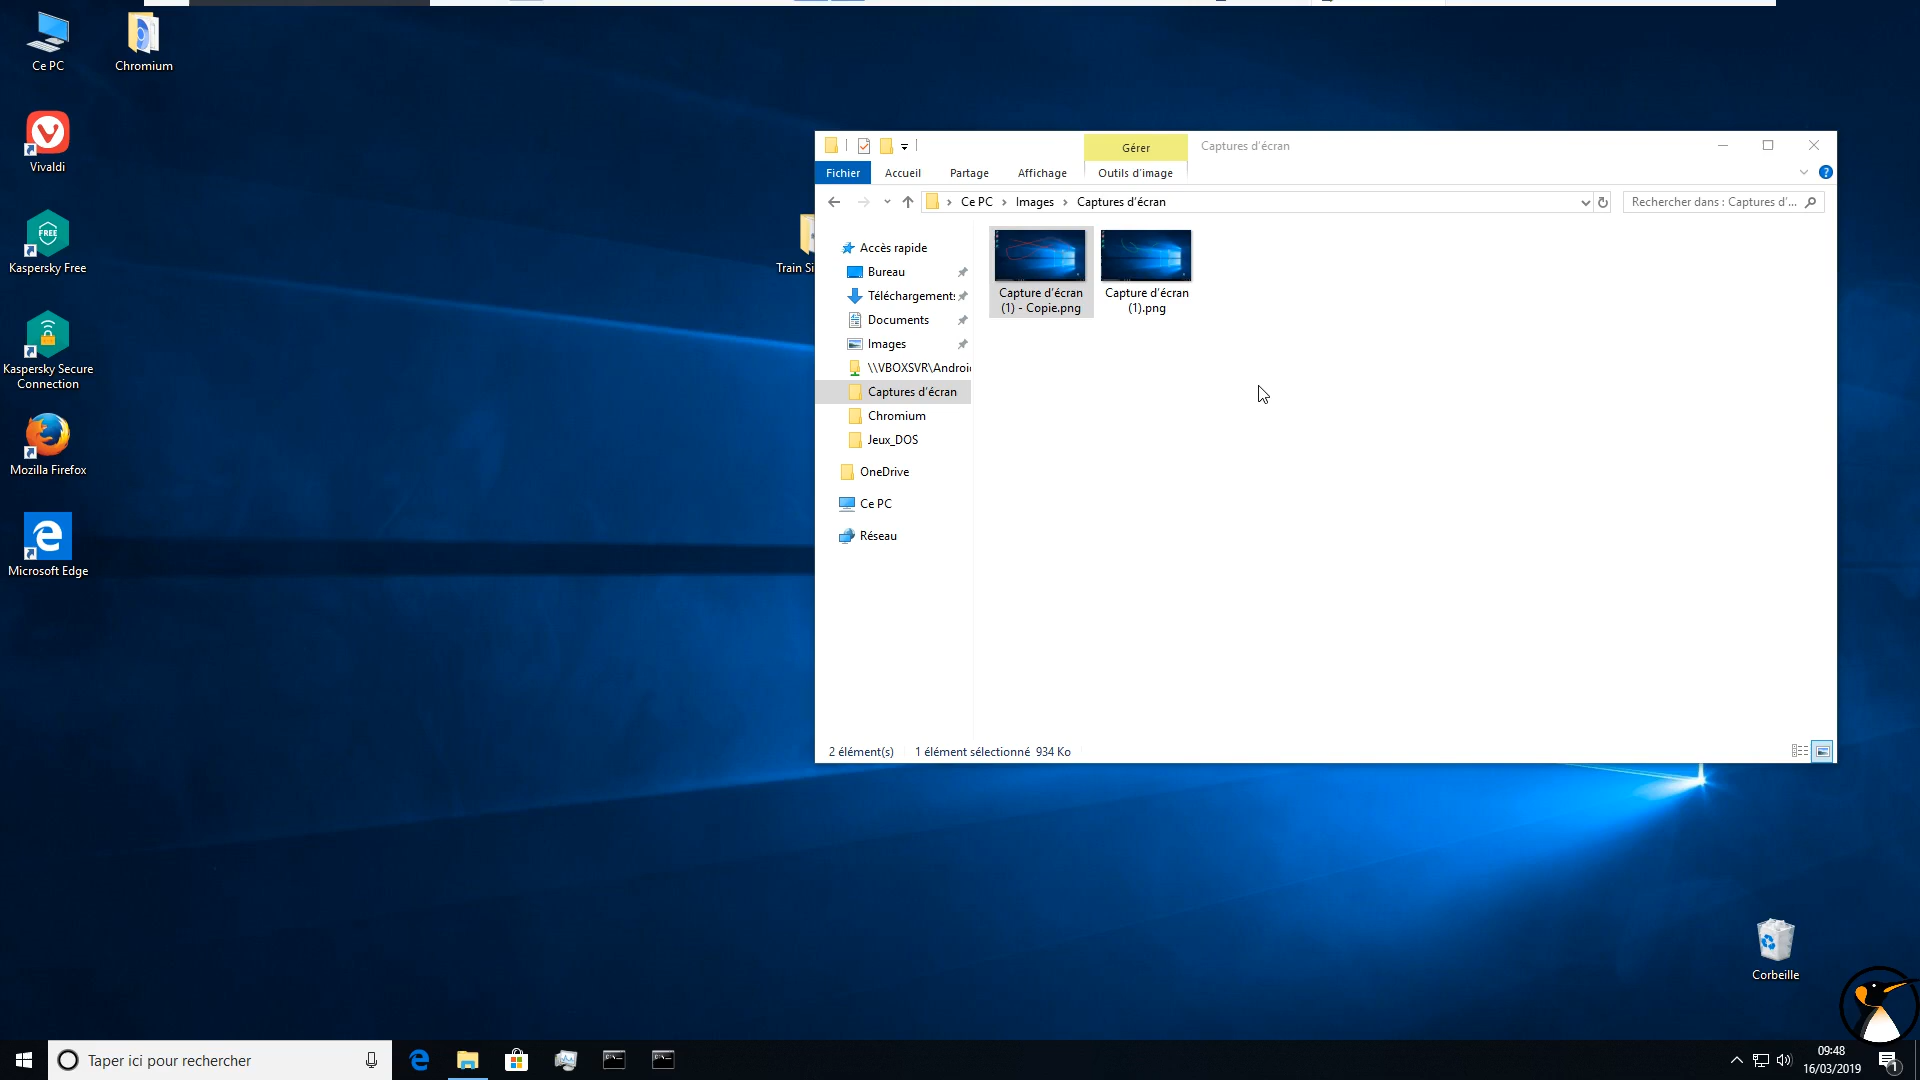 Ce PC
Chromium
Vivaldi
FREE
Kaspersky Free
Kaspersky Secure
Connection
Mozilla Firefox
Microsoft Edge
Train Si
Gérer
Captures d'écran
Fichier
Accueil
Partage
Affichage
Outils d'image
Ce PC
Images
Captures d'écran
Rechercher dans : Captures d'...
Accès rapide
Bureau
Téléchargements
Documents
Images
\\VBOXSVR\Androi
Captures d'écran
Chromium
Jeux_DOS
OneDrive
Ce PC
Réseau
Capture d'écran
(1) - Copie.png
Capture d'écran
(1).png
2 élément(s)
1 élément sélectionné 934 Ko
Corbeille
Taper ici pour rechercher
09:48
16/03/2019
1